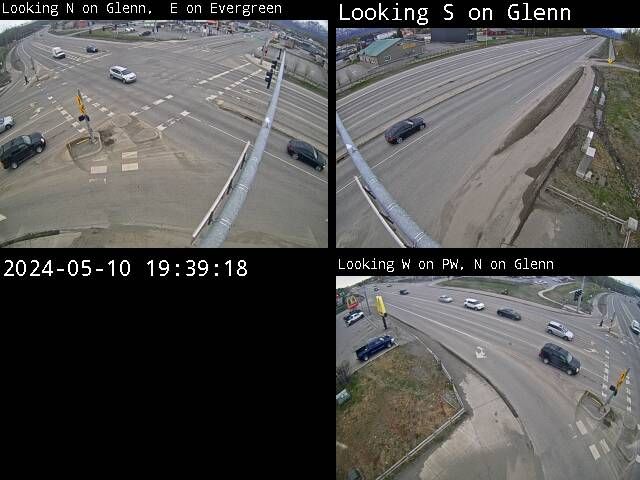 Looking N on Glenn,  E on Evergreen
Looking S on Glenn
2024-05-10 19:39:18
Looking W on PW, N on Glenn